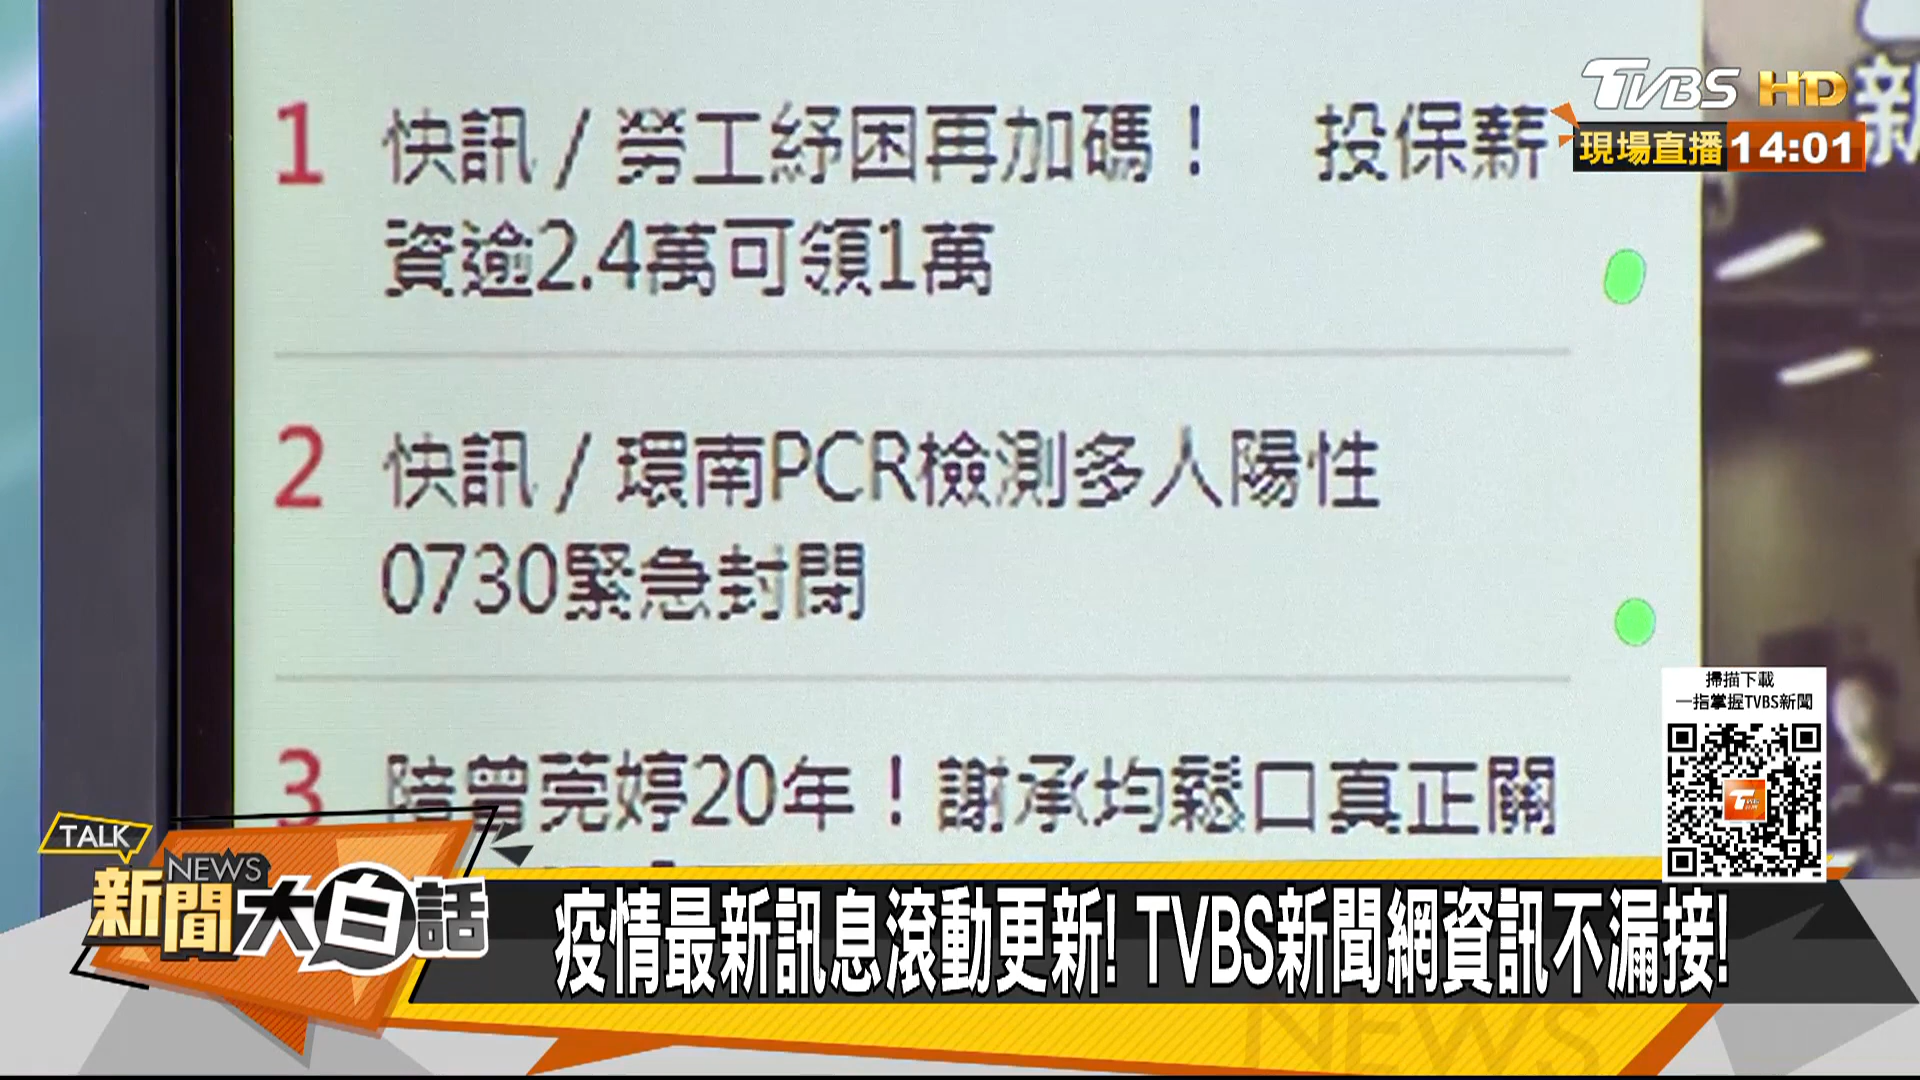 TVBS HD
新
現場直播 14:01
1 快訊/勞工紓困再加碼! 投保薪
資逾2.4萬可領1萬
2 快訊/環南PCR檢測多人陽性
0730緊急封閉
3 陪曾莞婷20年!謝承均鬆口真正關
掃描下載
一指掌握TVBS新聞
TALK
NEWS
新聞大白話
疫情最新訊息滾動更新! TVBS新聞網資訊不漏接!
NEWS